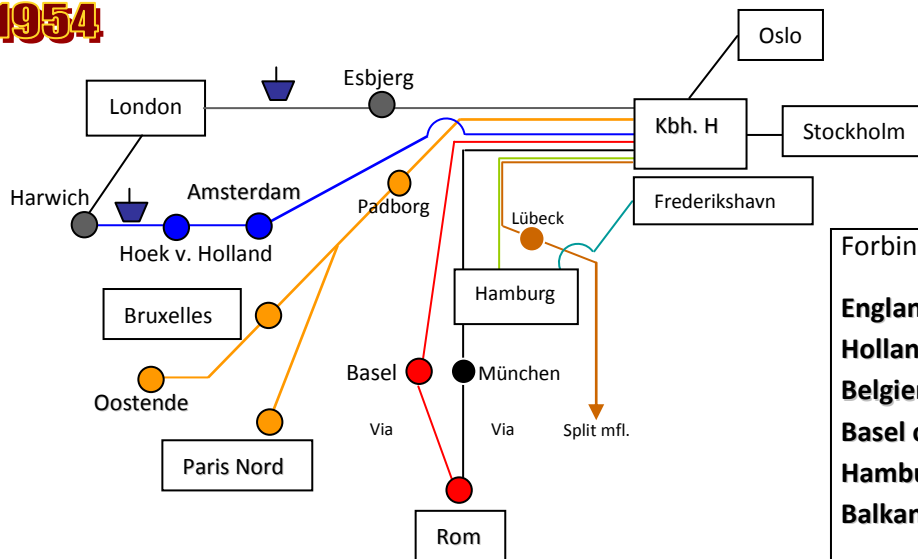 1954
Oslo
Esbjerg
London
Kbh. H
Stockholm
Harwich
Amsterdam
Padborg
Frederikshavn
Lübeck
Hoek v. Holland
Forbin
Hamburg
Bruxelles
Englan
Hollan
Basel
München
Belgier
Oostende
Via
Via
Split mfl.
Basel o
Paris Nord
Hambu
Balkan
Rom